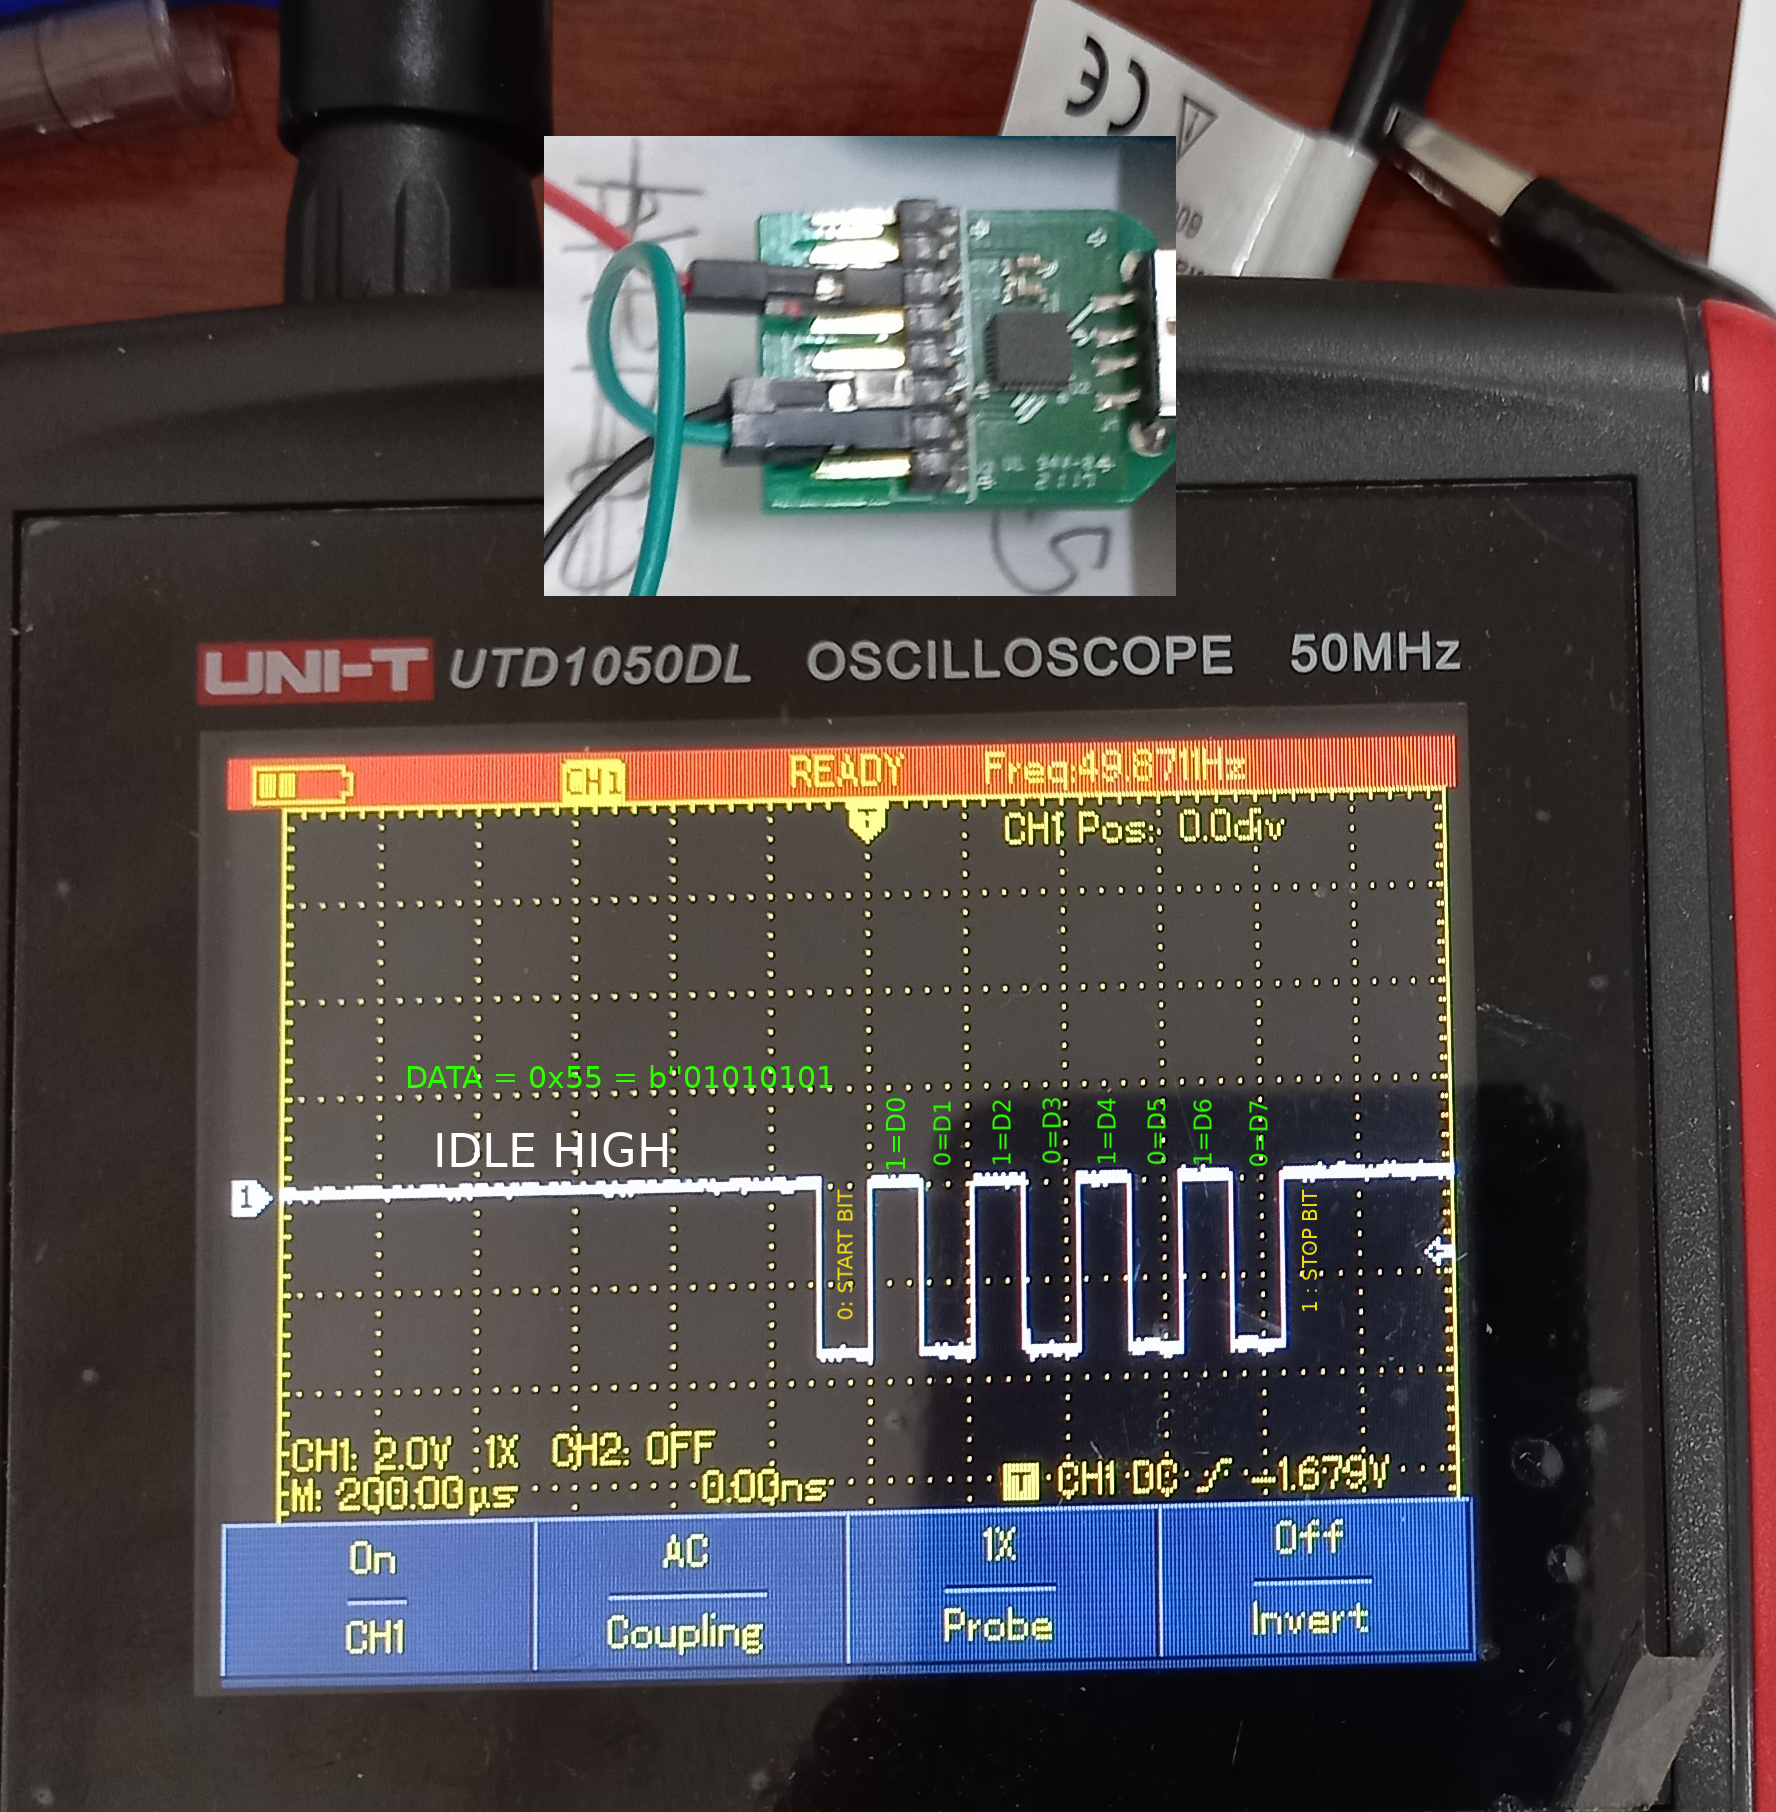 CE
UNI-T UTD1050DL OSCILLOSCOPE 50MHz
CH1 READY Freq:49.8711Hz
T
CH1 Pos: 0.0div
DATA = 0x55 = b"01010101
1=D0
0=D1
1=D2
0=D3
1=D4
0=D5
1=D6
0=D7
IDLE HIGH
1
0: START BIT
1 : STOP BIT
CH1: 2.0V 1X CH2: OFF
M: 200.00µs 0.00ns T CH1 DC -1.679V
On AC 1X Off
CH1 Coupling Probe Invert